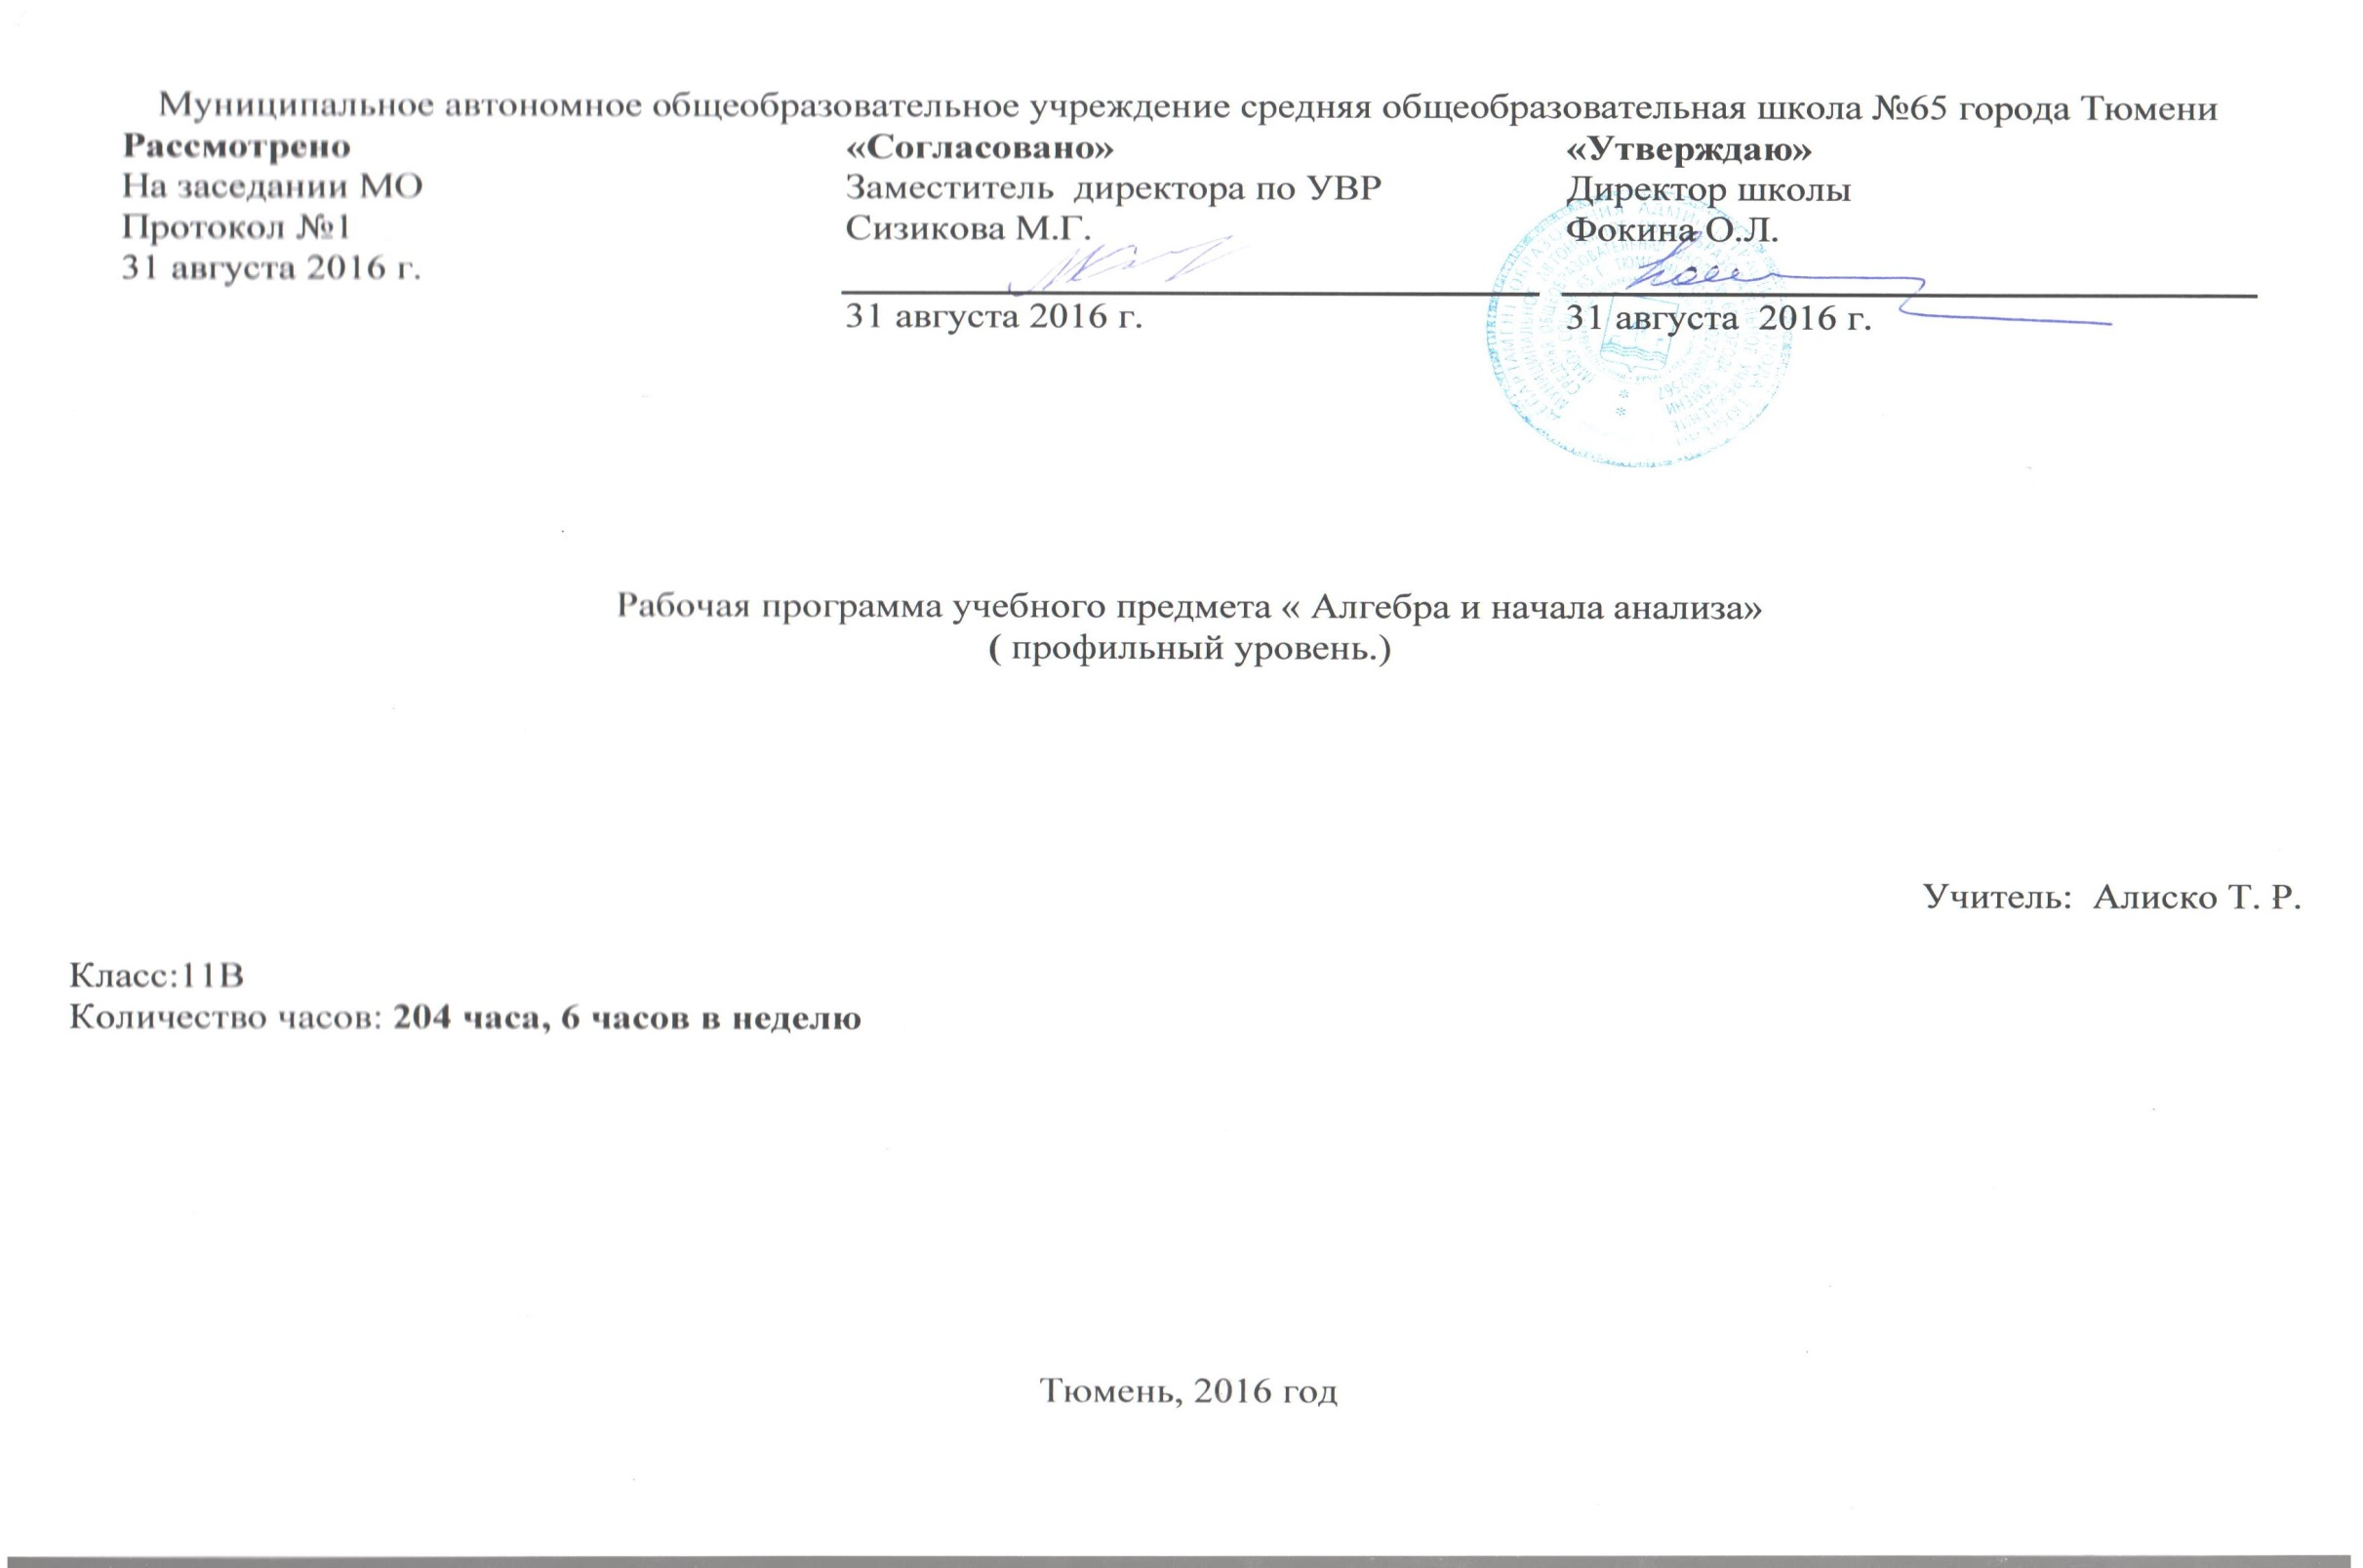 Муниципальное автономное общеобразовательное учреждение средняя общеобразовательная школа №65 города Тюмени
Рассмотрено
На заседании МО
Протокол №1
31 августа 2016 г.
«Согласовано»
Заместитель  директора по УВР
Сизикова М.Г.
31 августа 2016 г.
«Утверждаю»
Директор школы
Фокина О.Л.
31 августа  2016 г.
Рабочая программа учебного предмета « Алгебра и начала анализа»
( профильный уровень.)
Учитель:  Алиско Т. Р.
Класс:11В
Количество часов: 204 часа, 6 часов в неделю
Тюмень, 2016 год